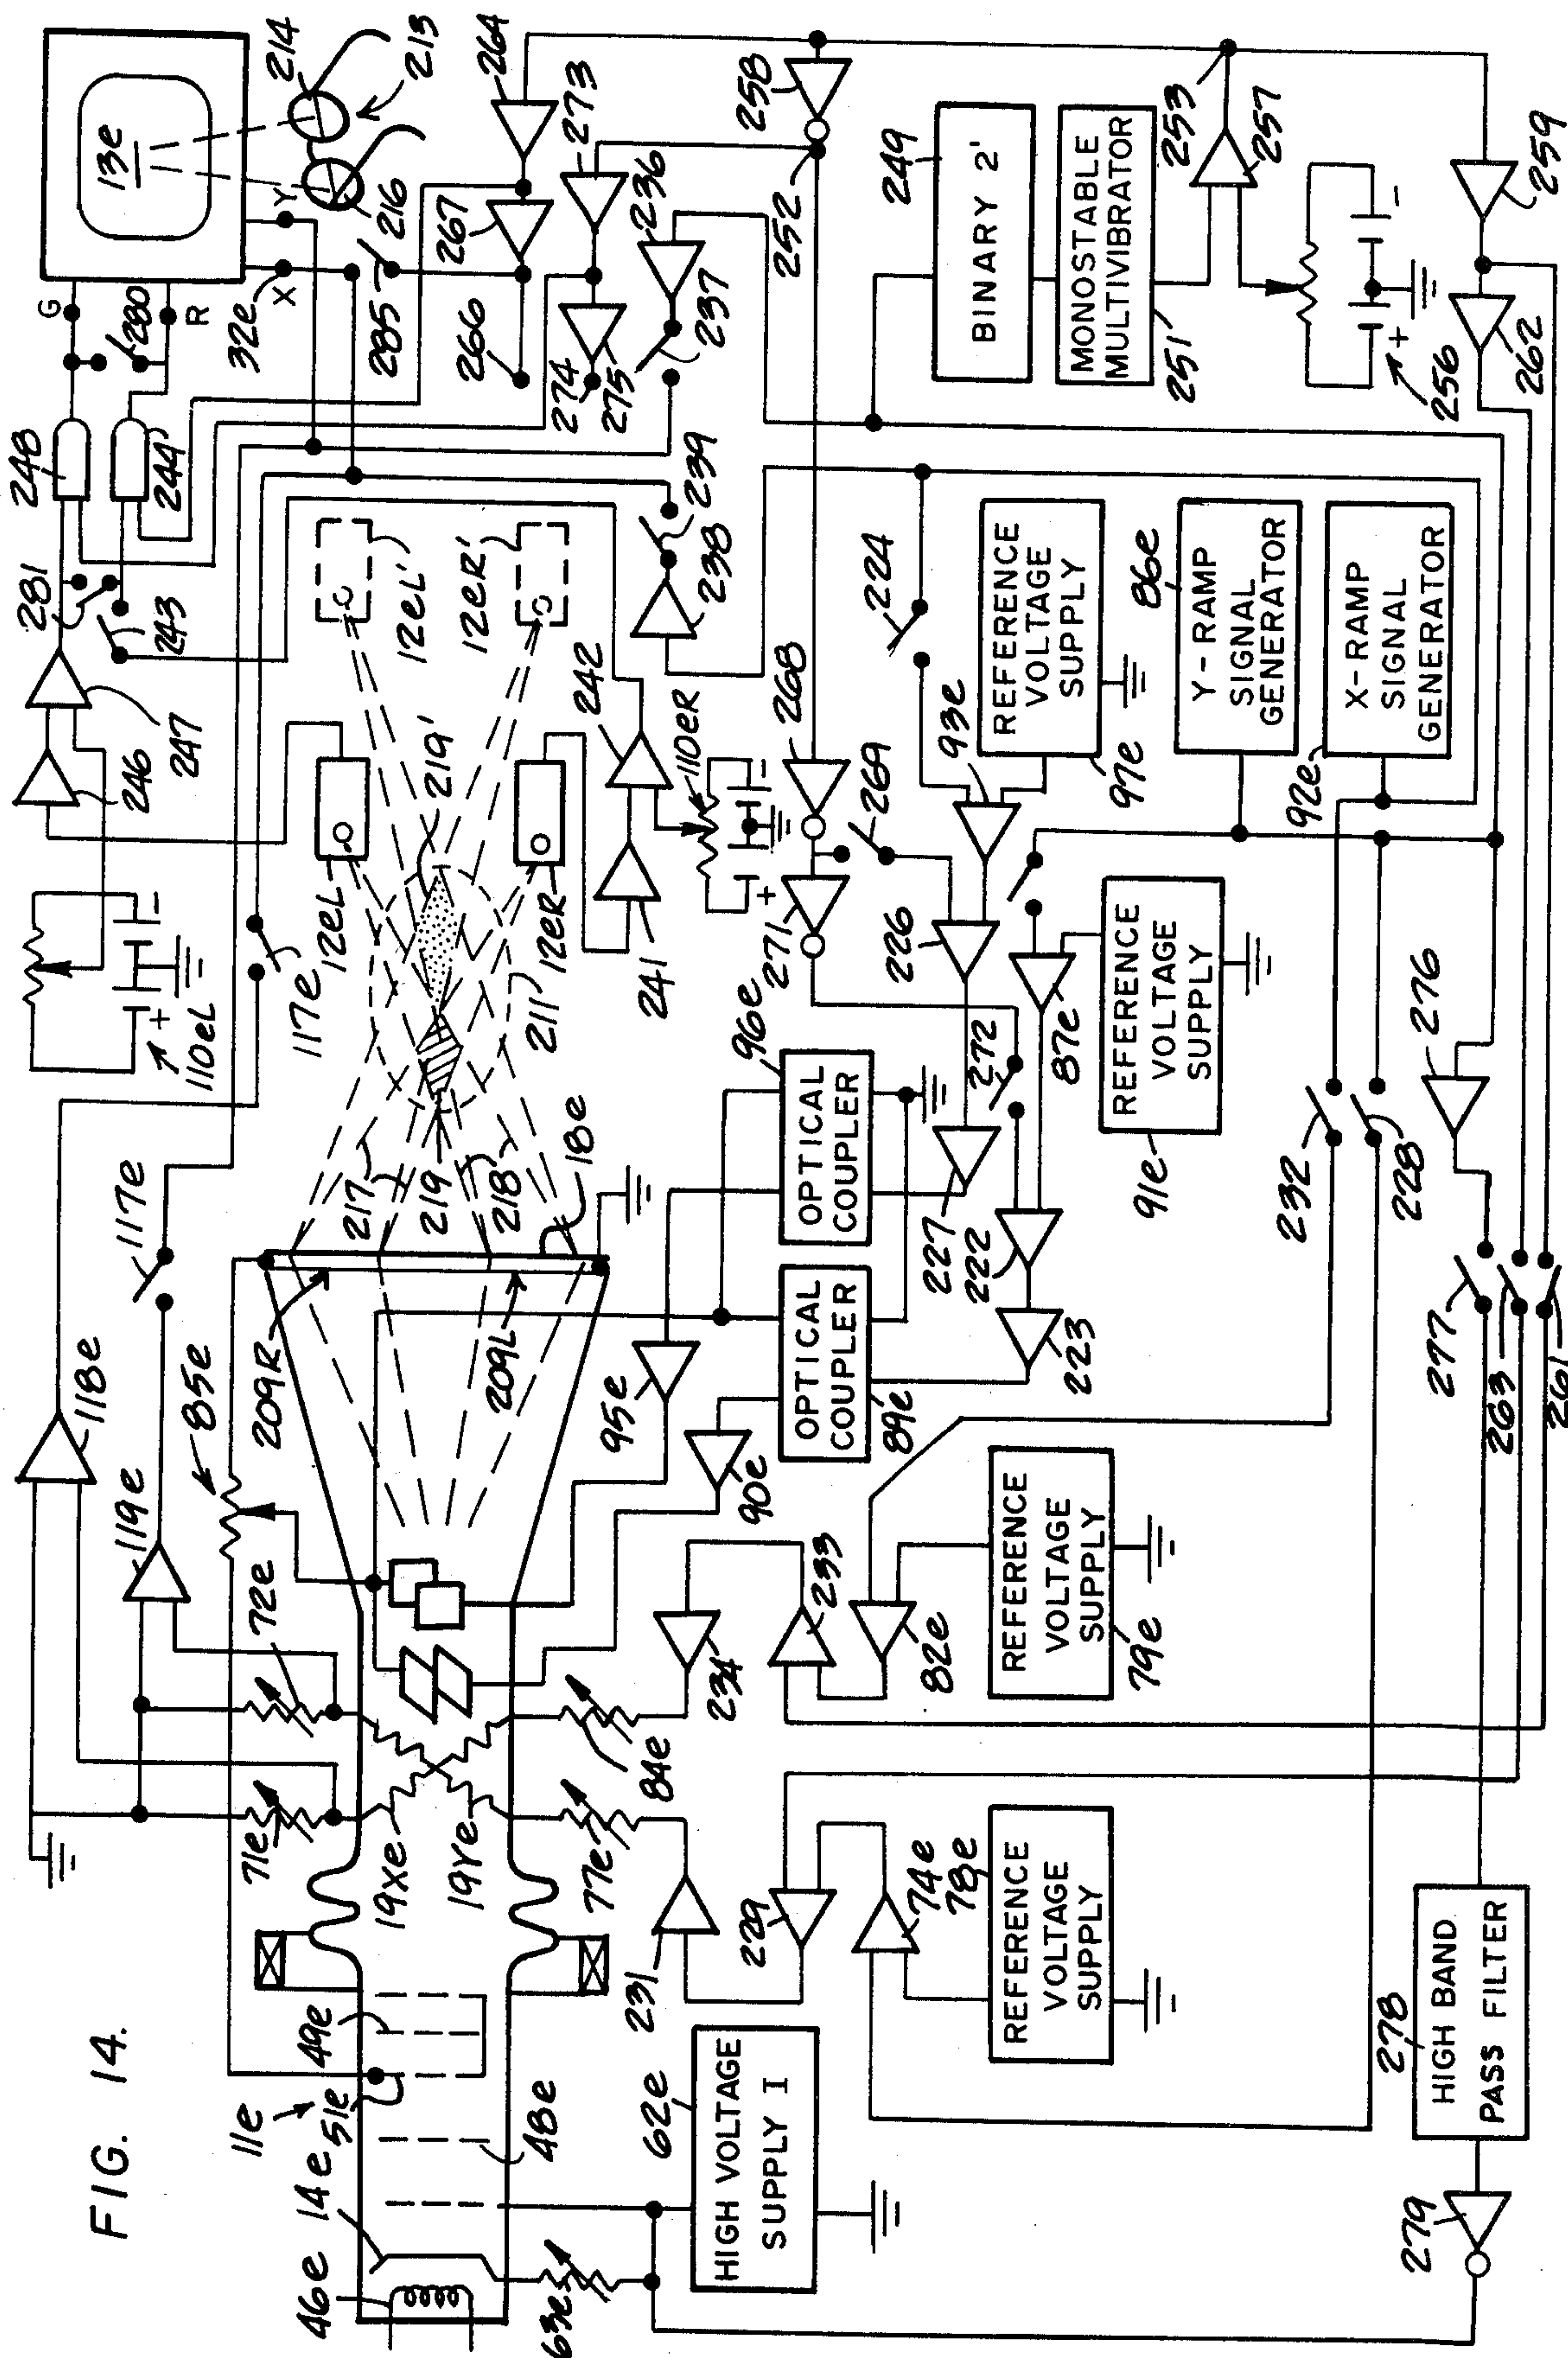 FIG. 14.
11e
14e
51e
49e
46e
48e
63e
62e
HIGH VOLTAGE
SUPPLY I
71e
72e
19Xe
19Ye
77e
84e
85e
118e
119e
117e
117e
209R
209L
217
219
218
18e
211
219'
12eL
12eR
12eL'
12eR'
110eL
+
−
246
247
281
243
248
244
G
R
280
13e
214
213
216
X
Y
32e
285
264
267
266
273
274
275
236
237
239
238
241
242
110eR
+
−
258
252
253
257
249
BINARY 2'
MONOSTABLE
MULTIVIBRATOR
251
256
+
−
259
262
268
269
271
272
224
93e
REFERENCE
VOLTAGE
SUPPLY
97e
86e
Y-RAMP
SIGNAL
GENERATOR
92e
X-RAMP
SIGNAL
GENERATOR
226
227
87e
REFERENCE
VOLTAGE
SUPPLY
91e
96e
OPTICAL
COUPLER
OPTICAL
COUPLER
89e
222
223
95e
90e
232
228
276
277
263
261
234
233
82e
REFERENCE
VOLTAGE
SUPPLY
79e
231
229
74e
78e
REFERENCE
VOLTAGE
SUPPLY
278
HIGH BAND
PASS FILTER
279